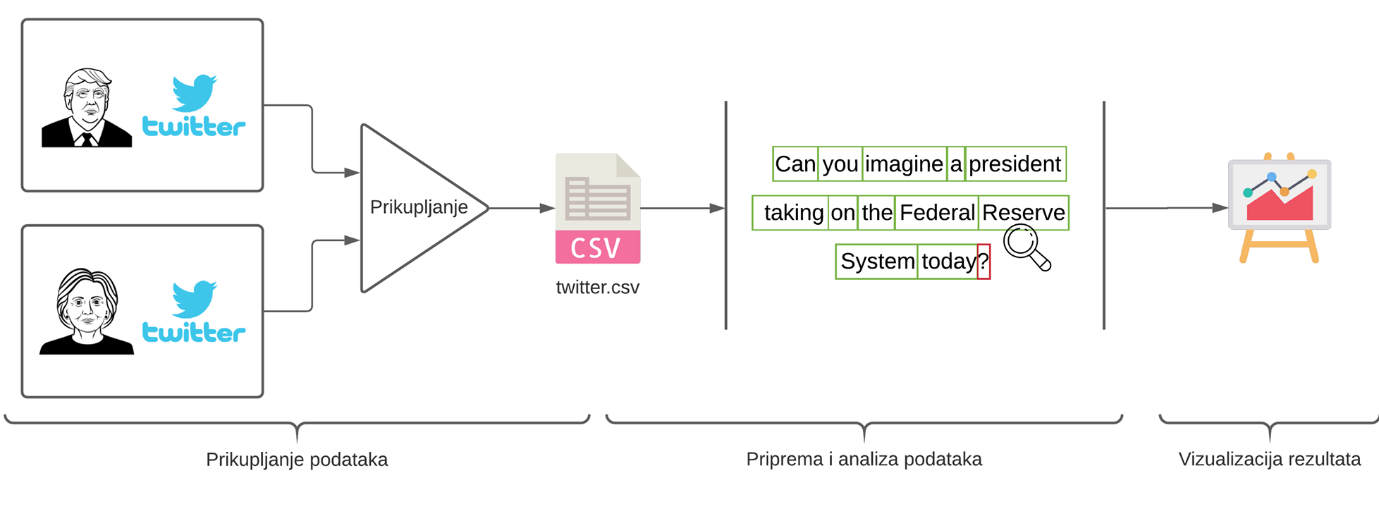 twitter
twitter
Prikupljanje
CSV
twitter.csv
Can you imagine a president
taking on the Federal Reserve
System today?
Prikupljanje podataka
Priprema i analiza podataka
Vizualizacija rezultata